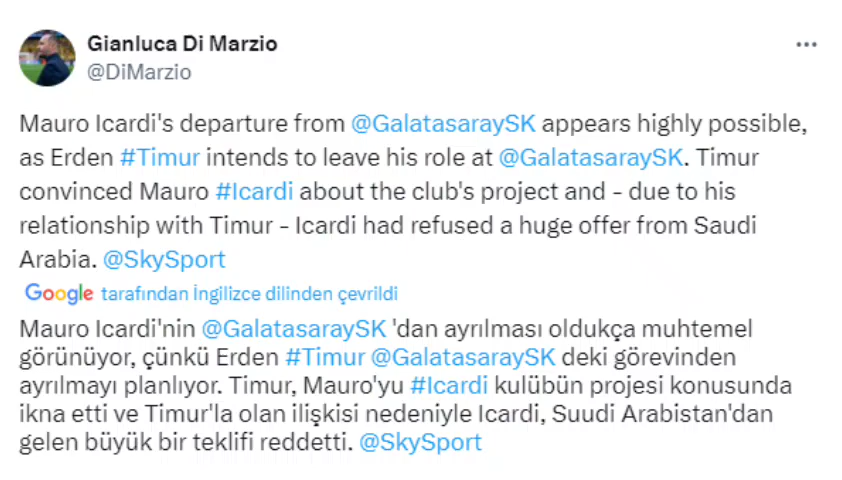 Gianluca Di Marzio
@DiMarzio
Mauro Icardi's departure from @GalatasaraySK appears highly possible,
as Erden #Timur intends to leave his role at @GalatasaraySK. Timur
convinced Mauro #Icardi about the club's project and - due to his
relationship with Timur - Icardi had refused a huge offer from Saudi
Arabia. @SkySport
Google tarafından İngilizce dilinden çevrildi
Mauro Icardi'nin @GalatasaraySK 'dan ayrılması oldukça muhtemel
görünüyor, çünkü Erden #Timur @GalatasaraySK deki görevinden
ayrılmayı planlıyor. Timur, Mauro'yu #Icardi kulübün projesi konusunda
ikna etti ve Timur'la olan ilişkisi nedeniyle Icardi, Suudi Arabistan'dan
gelen büyük bir teklifi reddetti. @SkySport